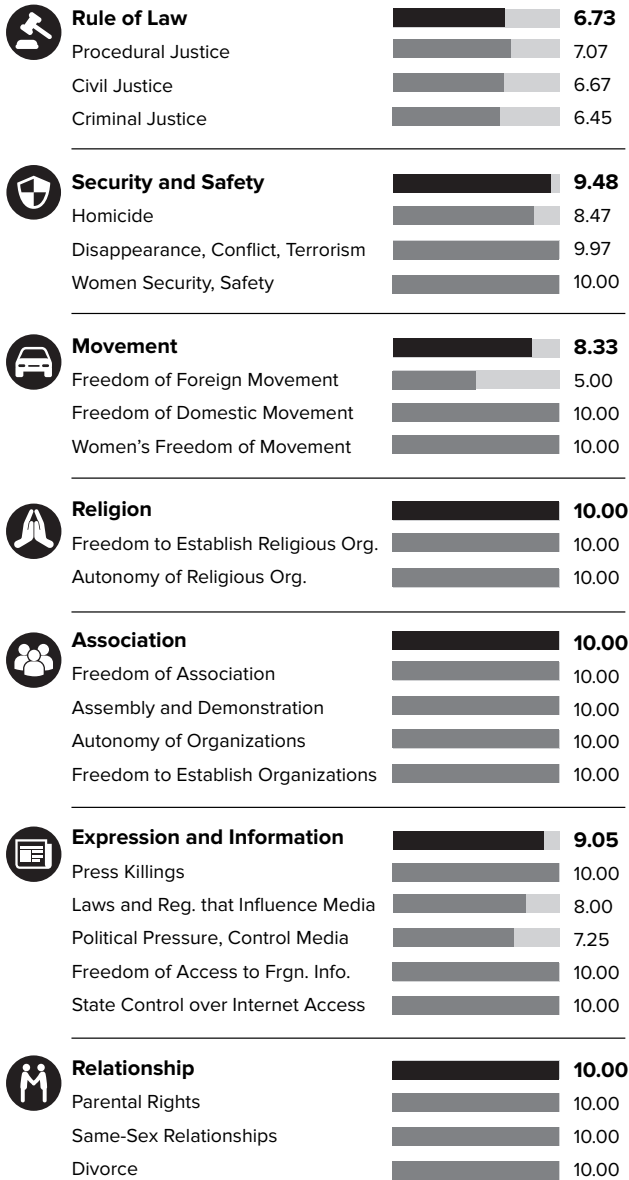 Rule of Law 6.73
Procedural Justice 7.07
Civil Justice 6.67
Criminal Justice 6.45
Security and Safety 9.48
Homicide 8.47
Disappearance, Conflict, Terrorism 9.97
Women Security, Safety 10.00
Movement 8.33
Freedom of Foreign Movement 5.00
Freedom of Domestic Movement 10.00
Women’s Freedom of Movement 10.00
Religion 10.00
Freedom to Establish Religious Org. 10.00
Autonomy of Religious Org. 10.00
Association 10.00
Freedom of Association 10.00
Assembly and Demonstration 10.00
Autonomy of Organizations 10.00
Freedom to Establish Organizations 10.00
Expression and Information 9.05
Press Killings 10.00
Laws and Reg. that Influence Media 8.00
Political Pressure, Control Media 7.25
Freedom of Access to Frgn. Info. 10.00
State Control over Internet Access 10.00
Relationship 10.00
Parental Rights 10.00
Same-Sex Relationships 10.00
Divorce 10.00